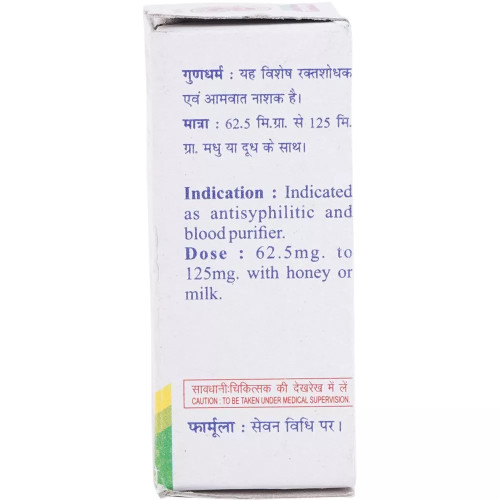 गुणधर्म : यह विशेष रक्तशोधक
एवं आमवात नाशक है।
मात्रा : 62.5 मि.ग्रा. से 125 मि.
ग्रा. मधु या दूध के साथ।
Indication : Indicated
as antisyphilitic and
blood purifier.
Dose : 62.5mg. to
125mg. with honey or
milk.
सावधानी:चिकित्सक की देखरेख में लें
CAUTION : TO BE TAKEN UNDER MEDICAL SUPERVISION
फार्मूला : सेवन विधि पर।